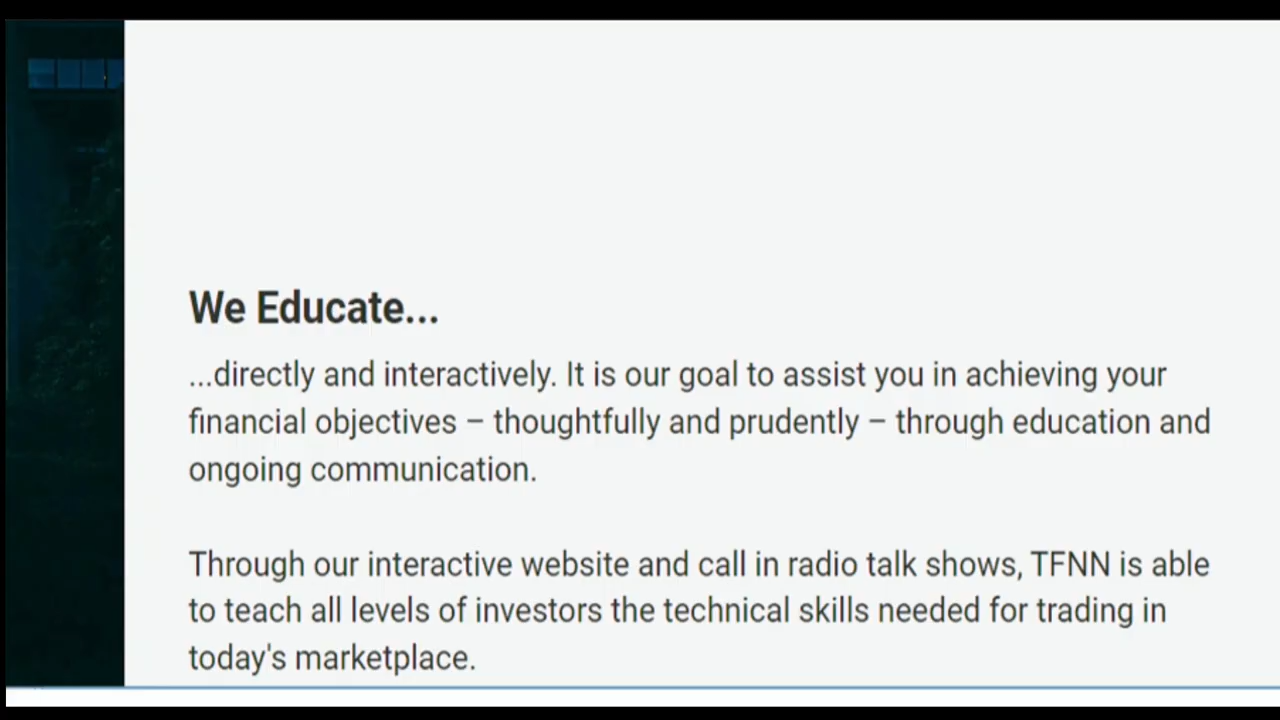 We Educate...
...directly and interactively. It is our goal to assist you in achieving your
financial objectives – thoughtfully and prudently – through education and
ongoing communication.
Through our interactive website and call in radio talk shows, TFNN is able
to teach all levels of investors the technical skills needed for trading in
today's marketplace.